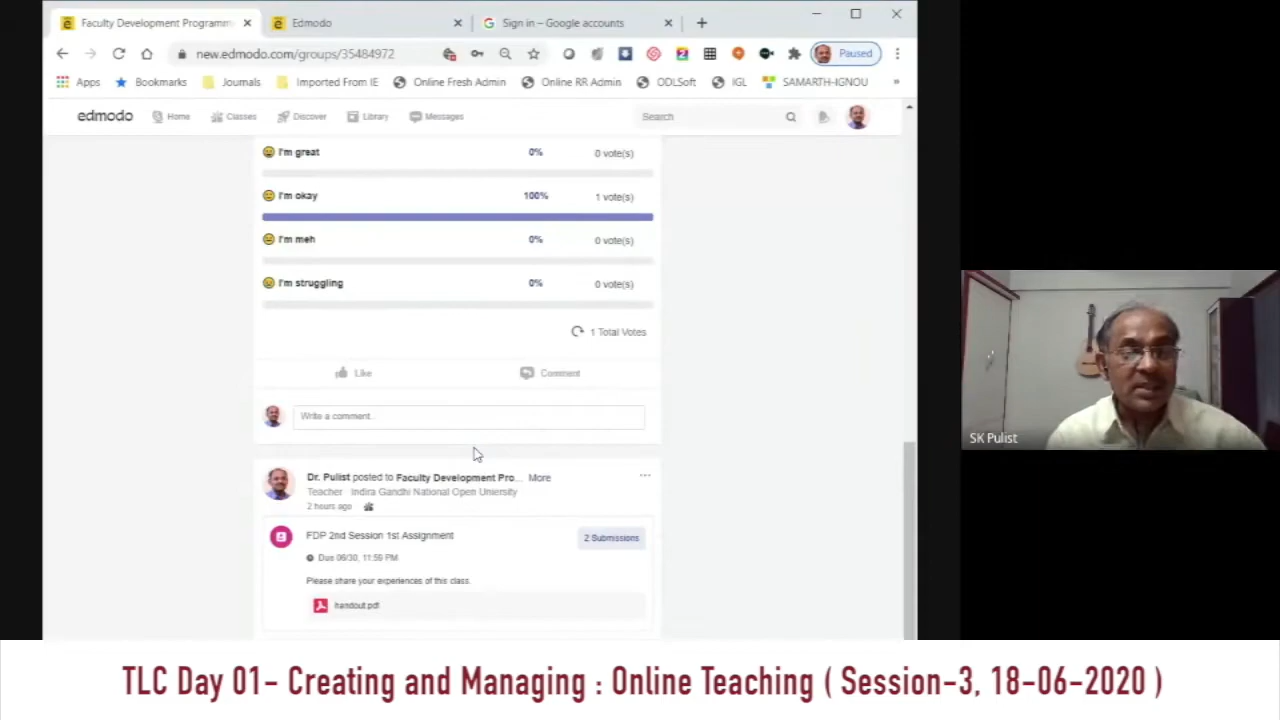 Faculty Development Programm
Edmodo
Sign in – Google accounts
new.edmodo.com/groups/35484972
Paused
Apps
Bookmarks
Journals
Imported From IE
Online Fresh Admin
Online RR Admin
ODLSoft
IGL
SAMARTH-IGNOU
»
edmodo
Home
Classes
Discover
Library
Messages
Search
I'm great 0% 0 vote(s)
I'm okay 100% 1 vote(s)
I'm meh 0% 0 vote(s)
I'm struggling 0% 0 vote(s)
1 Total Votes
Like
Comment
Write a comment..
Dr. Pulist posted to Faculty Development Pro... More
Teacher Indira Gandhi National Open Uniersity
2 hours ago
FDP 2nd Session 1st Assignment
2 Submissions
Due 06/30, 11:59 PM
Please share your experiences of this class.
handout.pdf
SK Pulist
TLC Day 01- Creating and Managing : Online Teaching ( Session-3, 18-06-2020 )